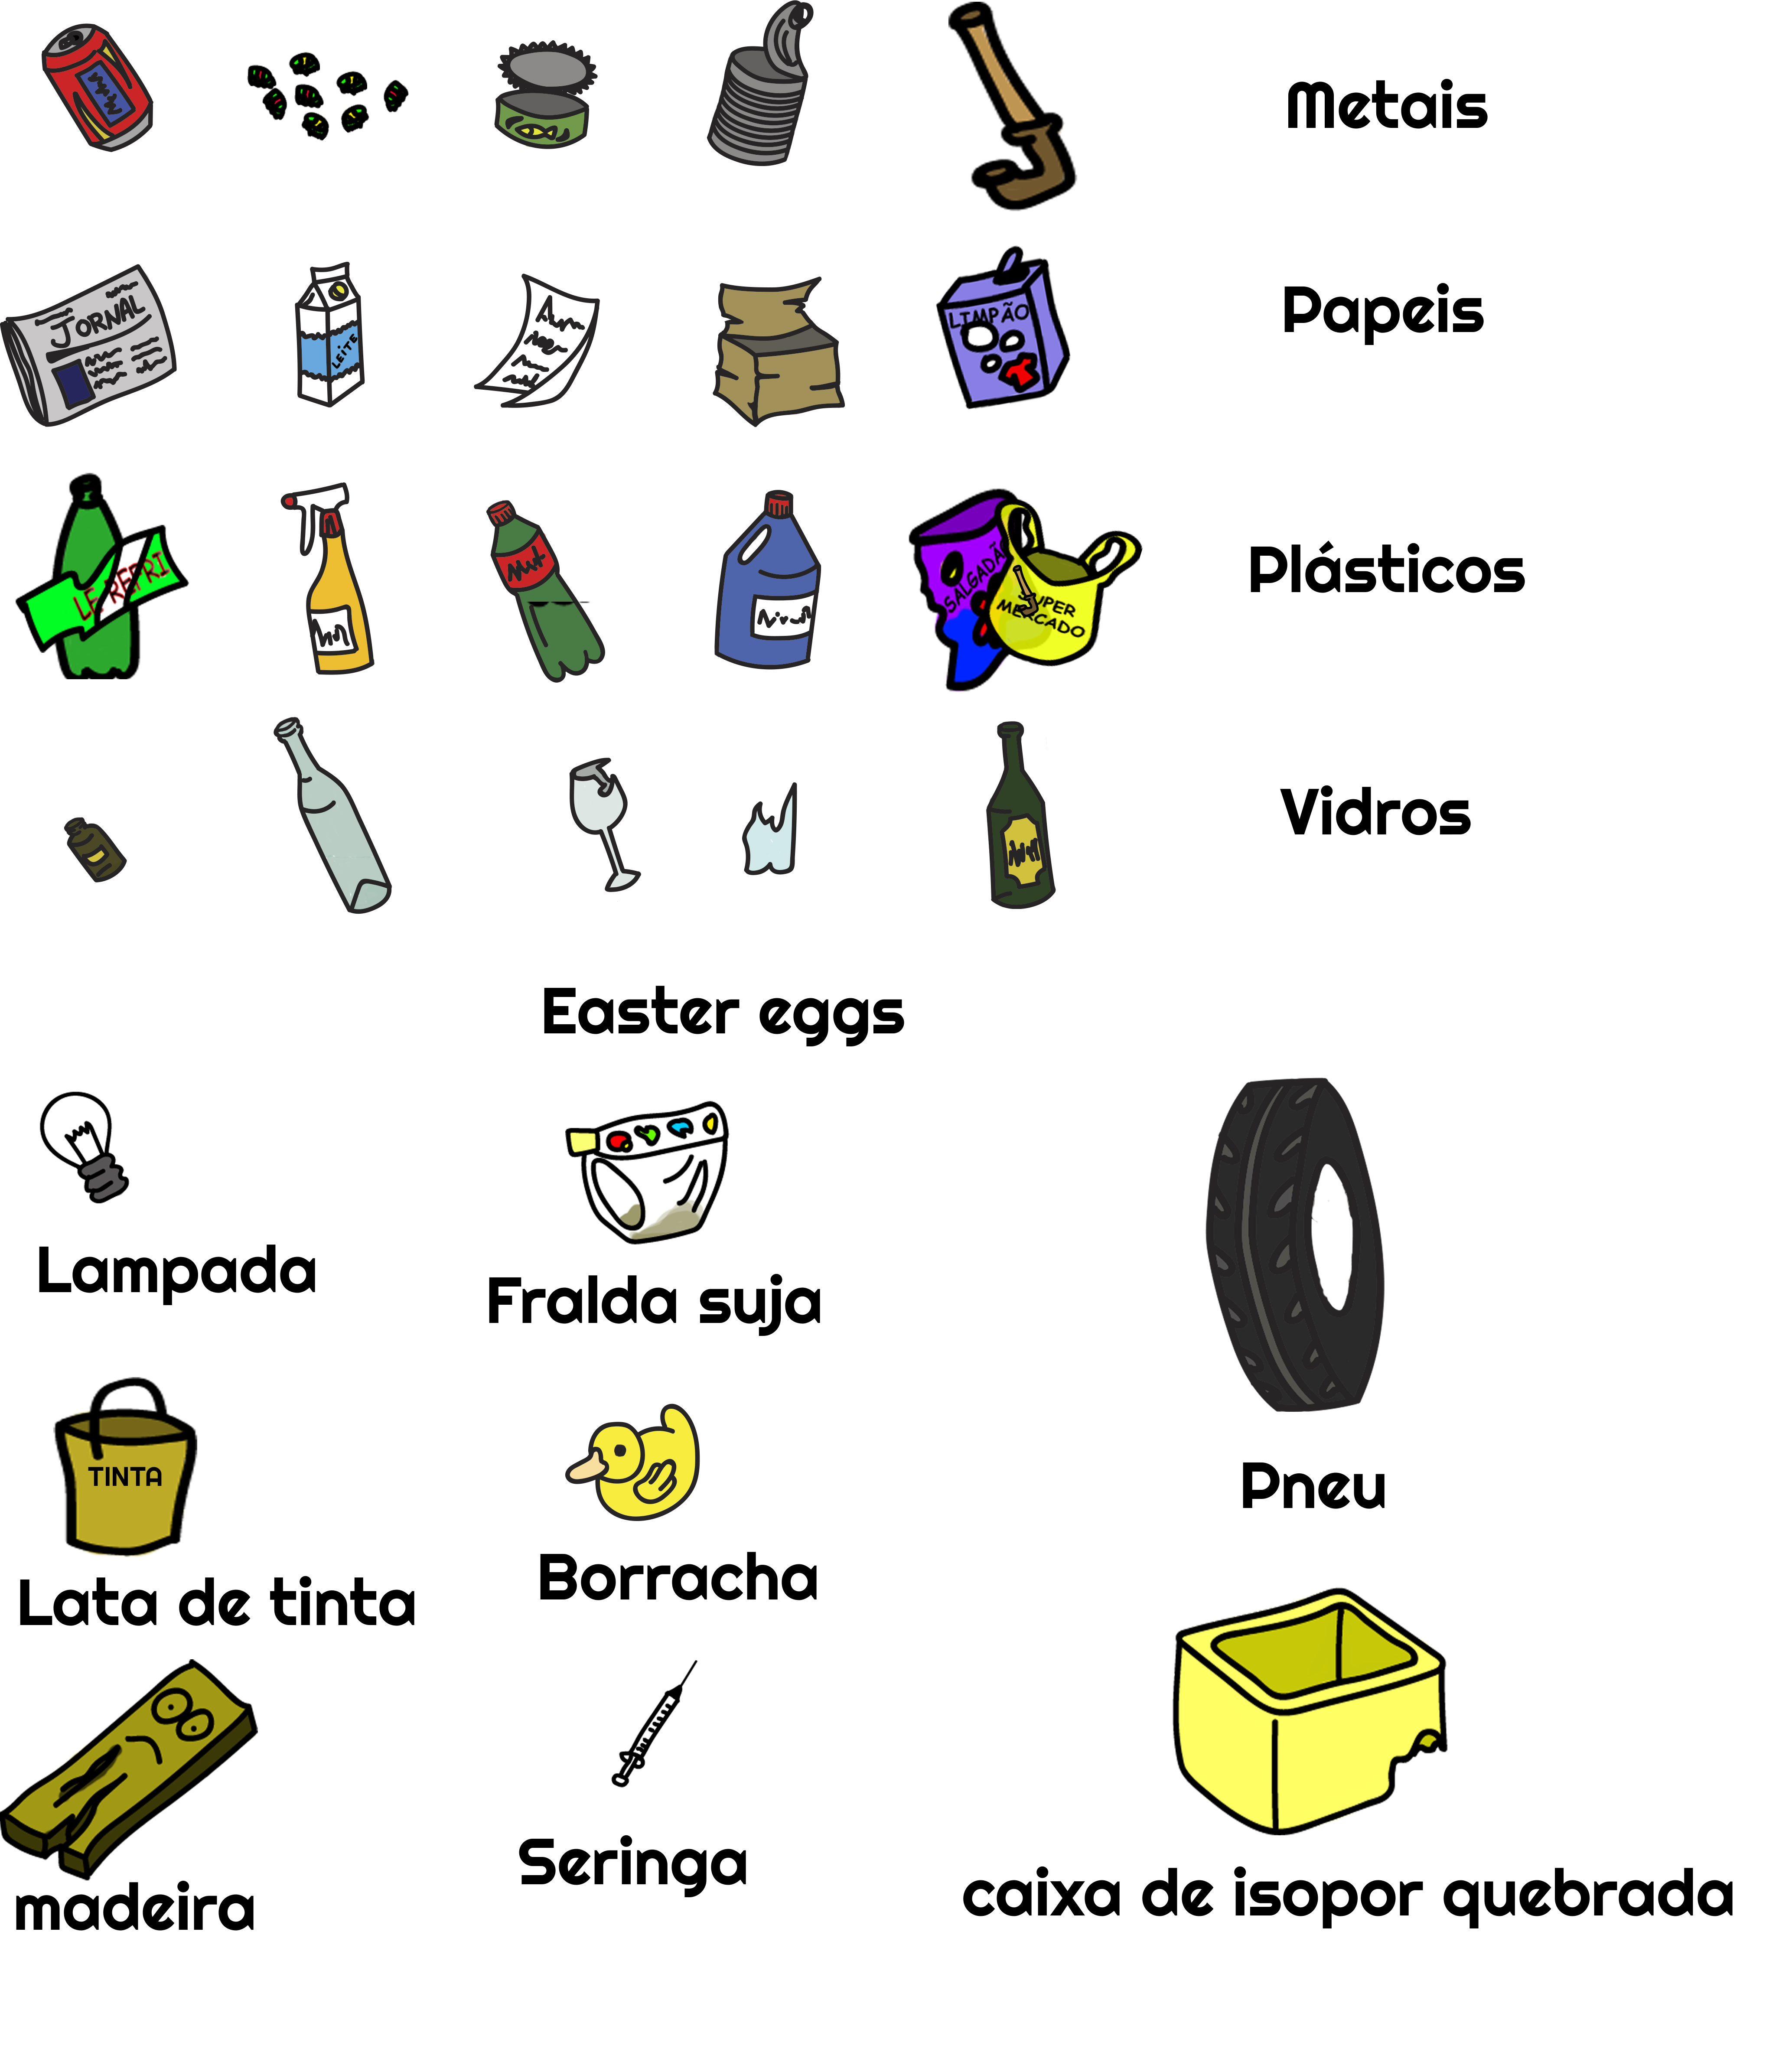 Metais
JORNAL
LEITE
LIMPÃO
Papeis
LE REFRI
SALGADÃ
SUPER
MERCADO
Plásticos
Vidros
Easter eggs
Lampada
Fralda suja
TINTA
Pneu
Borracha
Lata de tinta
Seringa
caixa de isopor quebrada
madeira